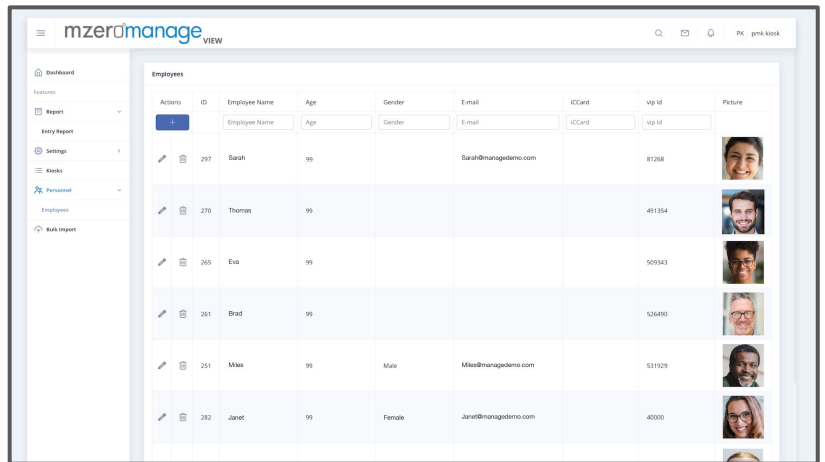 mzeromanage VIEW
PK pmk kiosk
Dashboard
Features
Report
Entry Report
Settings
Kiosks
Personnel
Employees
Bulk Import
Employees
Actions ID Employee Name Age Gender E-mail iCCard vip id Picture
+ Employee Name Age Gender E-mail iCCard vip id
297 Sarah 99 Sarah@managedemo.com 81268
270 Thomas 99 491354
265 Eva 99 509343
261 Brad 99 526490
251 Miles 99 Male Miles@managedemo.com 531929
282 Janet 99 Female Janet@managedemo.com 40000